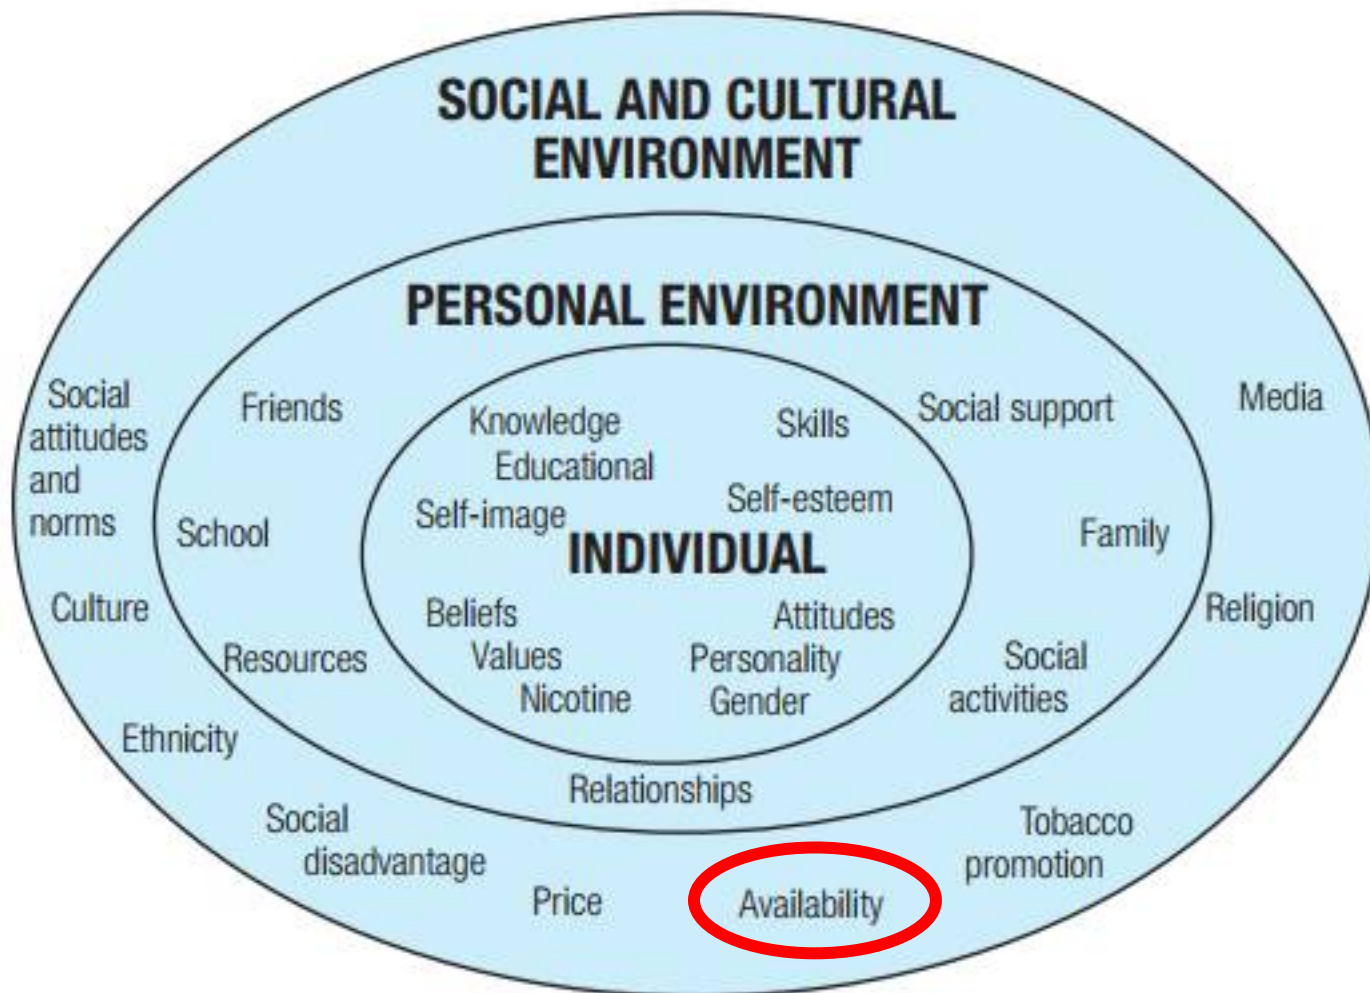 SOCIAL AND CULTURAL
ENVIRONMENT
PERSONAL ENVIRONMENT
Social
attitudes
and
norms
Friends
Knowledge
Educational
Self-image
Skills
Self-esteem
Social support
Media
School
INDIVIDUAL
Family
Culture
Beliefs
Values
Nicotine
Attitudes
Personality
Gender
Religion
Resources
Social
activities
Ethnicity
Relationships
Social
disadvantage
Price
Availability
Tobacco
promotion